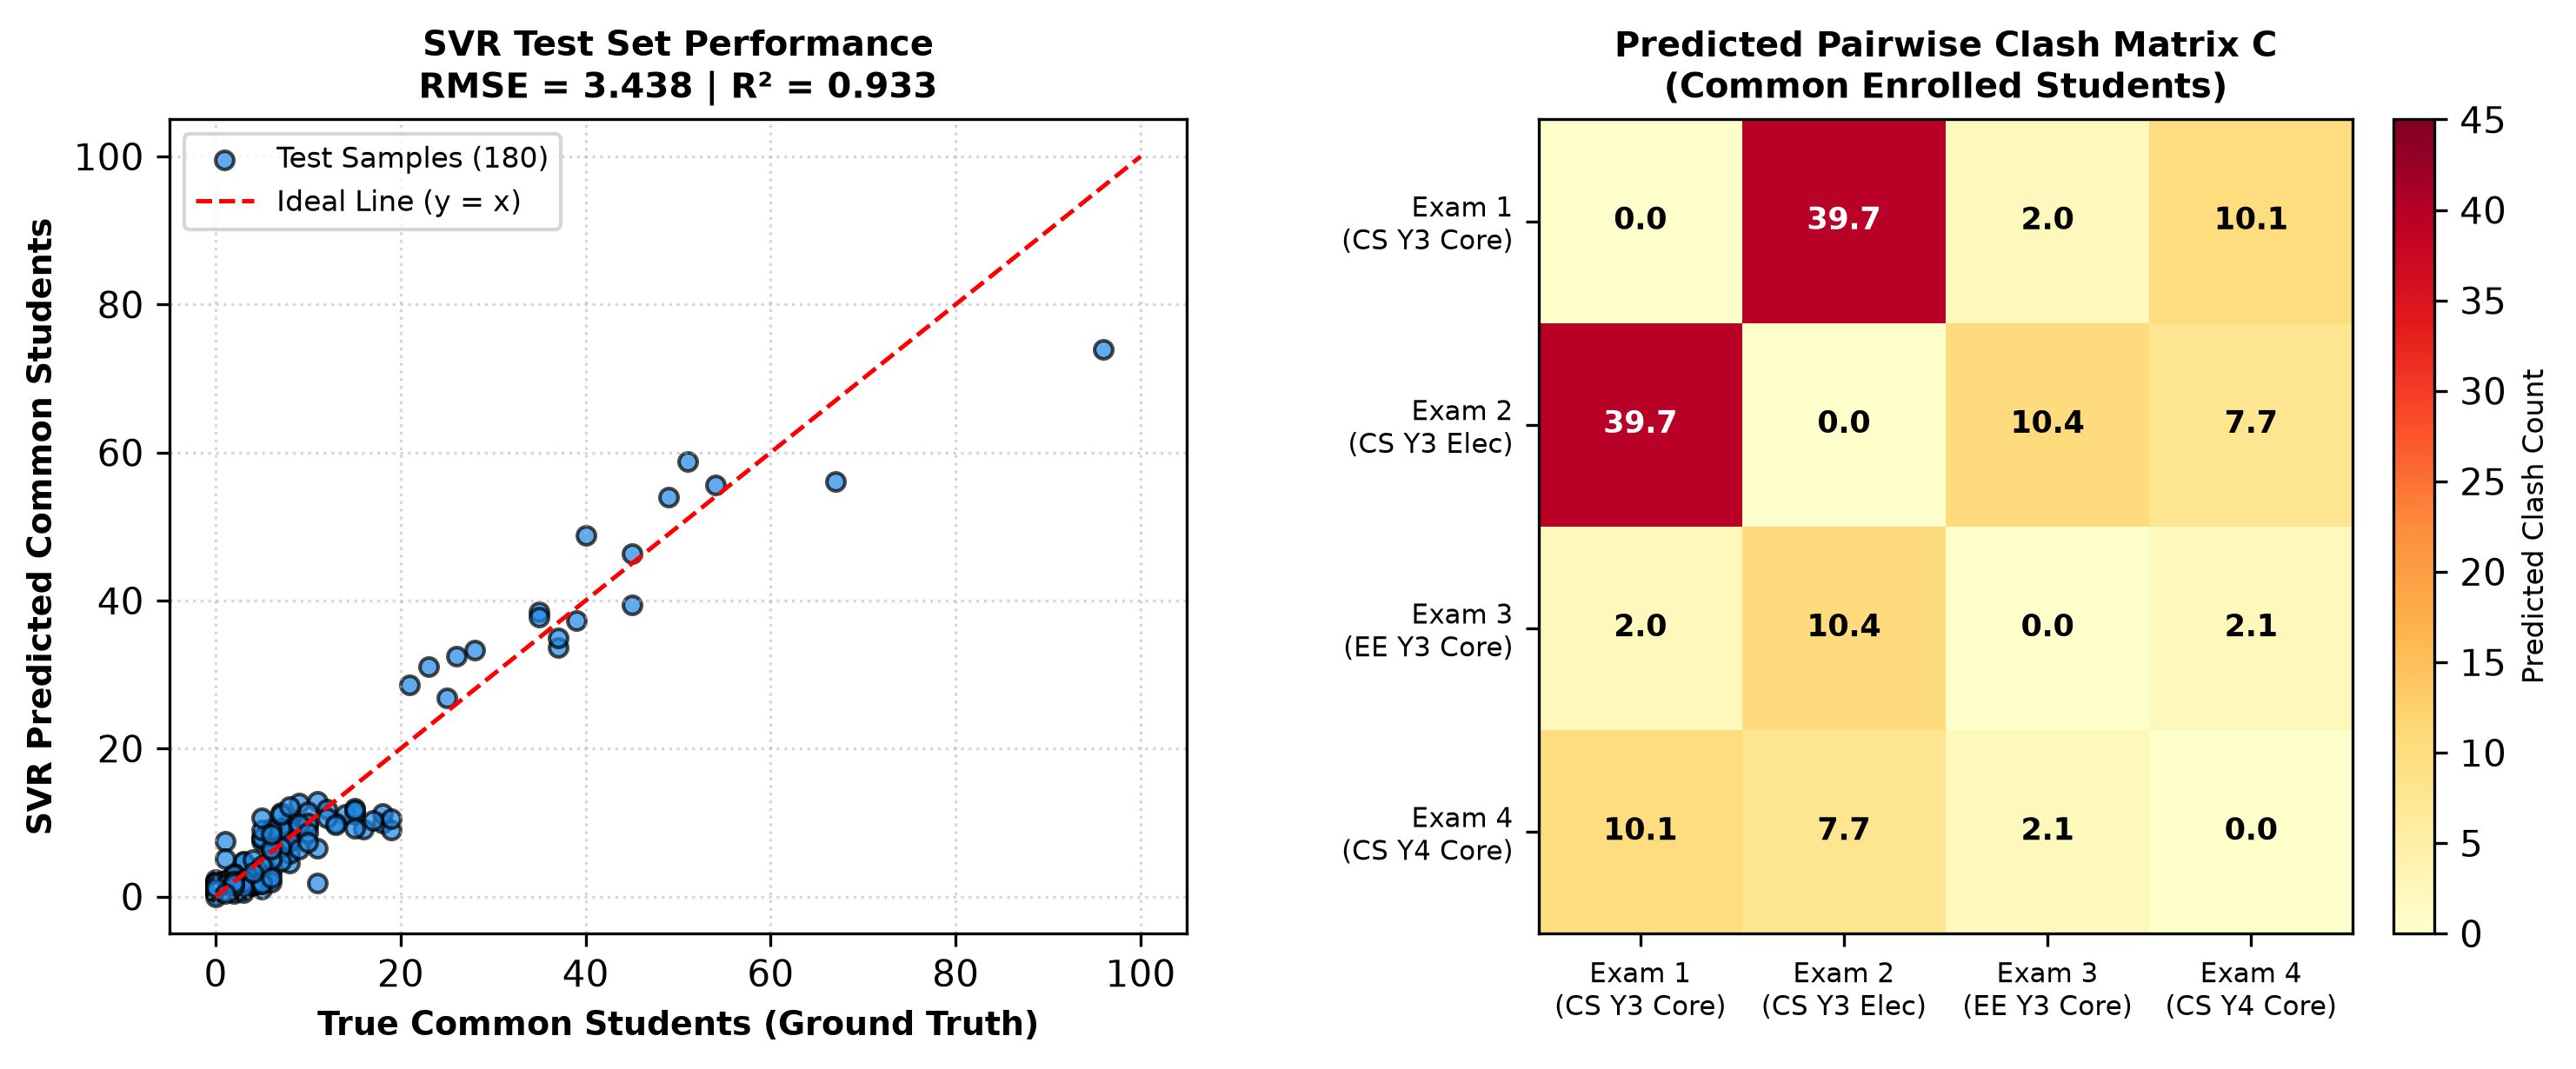 SVR Test Set Performance
RMSE = 3.438 | R² = 0.933
Test Samples (180)
Ideal Line (y = x)
SVR Predicted Common Students
100
80
60
40
20
0
0 20 40 60 80 100
True Common Students (Ground Truth)
Predicted Pairwise Clash Matrix C
(Common Enrolled Students)
Exam 1
(CS Y3 Core)
0.0 39.7 2.0 10.1
Exam 2
(CS Y3 Elec)
39.7 0.0 10.4 7.7
Exam 3
(EE Y3 Core)
2.0 10.4 0.0 2.1
Exam 4
(CS Y4 Core)
10.1 7.7 2.1 0.0
Exam 1 Exam 2 Exam 3 Exam 4
(CS Y3 Core) (CS Y3 Elec) (EE Y3 Core) (CS Y4 Core)
45
40
35
30
25
20
15
10
5
0
Predicted Clash Count